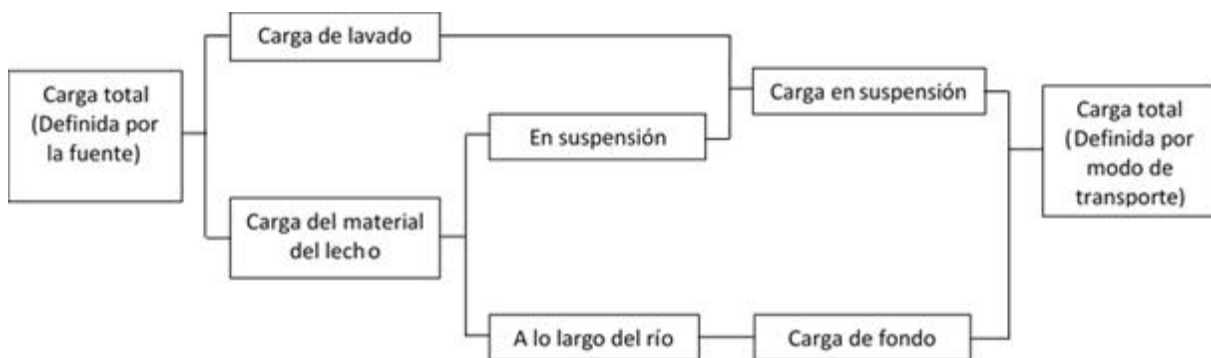 Carga total
(Definida por
la fuente)
Carga de lavado
Carga del material
del lecho
En suspensión
A lo largo del río
Carga en suspensión
Carga de fondo
Carga total
(Definida por
modo de
transporte)